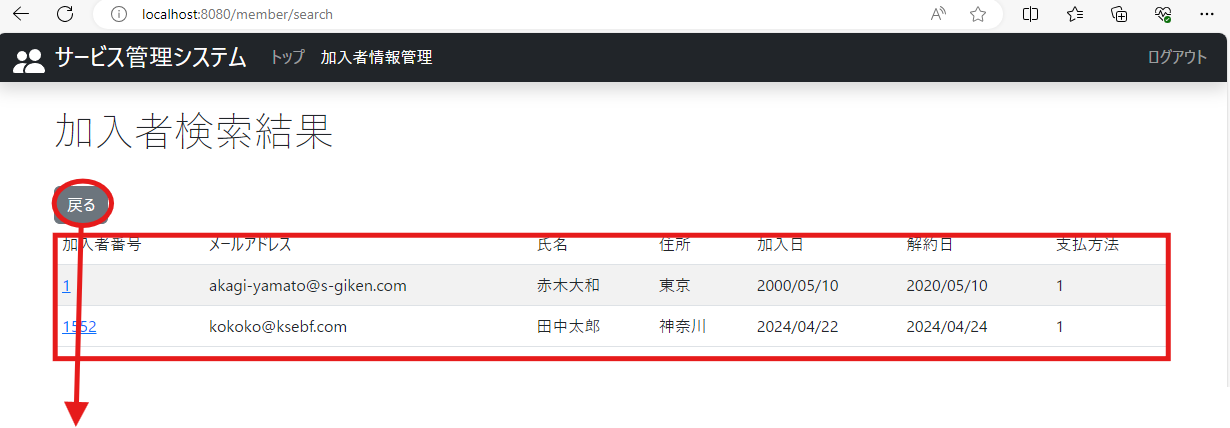 localhost:8080/member/search
サービス管理システム トップ 加入者情報管理 ログアウト
加入者検索結果
戻る
加入者番号 メールアドレス 氏名 住所 加入日 解約日 支払方法
1 akagi-yamato@s-giken.com 赤木大和 東京 2000/05/10 2020/05/10 1
1552 kokoko@ksebf.com 田中太郎 神奈川 2024/04/22 2024/04/24 1